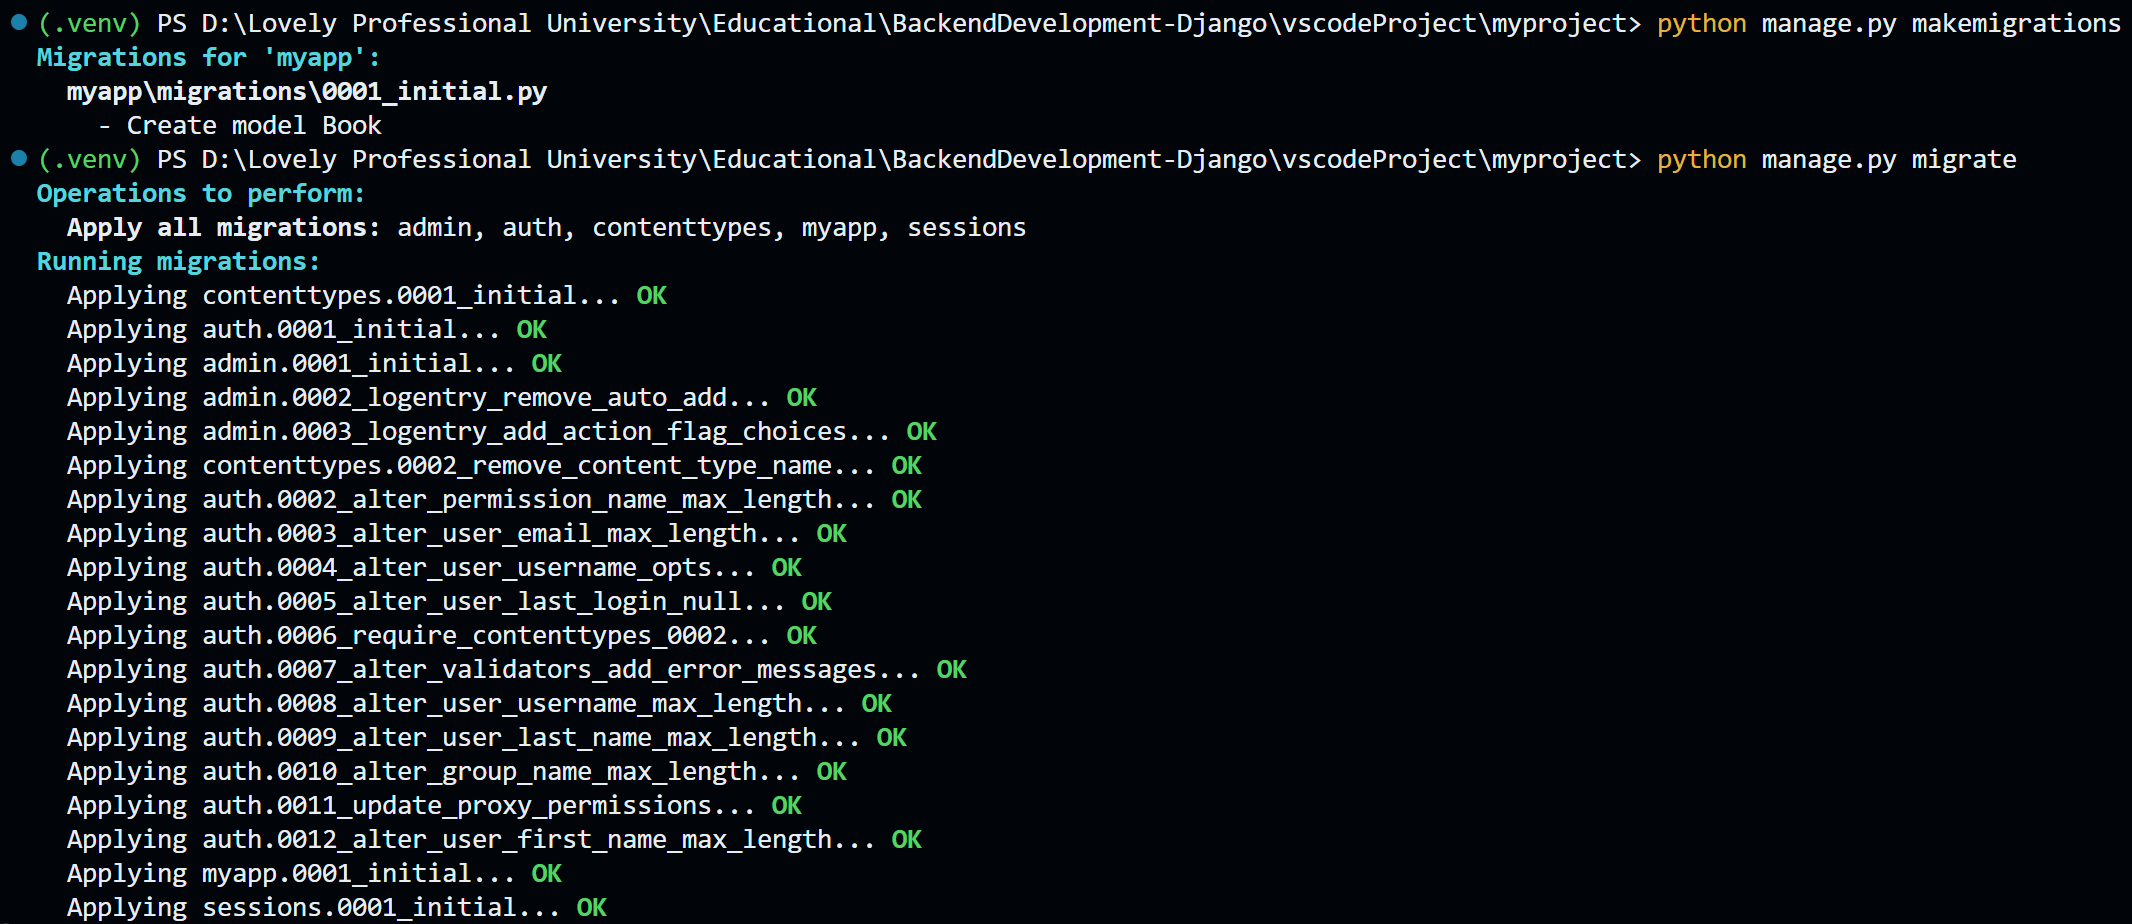 (.venv) PS D:\Lovely Professional University\Educational\BackendDevelopment-Django\vscodeProject\myproject> python manage.py makemigrations
Migrations for 'myapp':
  myapp\migrations\0001_initial.py
    - Create model Book
(.venv) PS D:\Lovely Professional University\Educational\BackendDevelopment-Django\vscodeProject\myproject> python manage.py migrate
Operations to perform:
  Apply all migrations: admin, auth, contenttypes, myapp, sessions
Running migrations:
  Applying contenttypes.0001_initial... OK
  Applying auth.0001_initial... OK
  Applying admin.0001_initial... OK
  Applying admin.0002_logentry_remove_auto_add... OK
  Applying admin.0003_logentry_add_action_flag_choices... OK
  Applying contenttypes.0002_remove_content_type_name... OK
  Applying auth.0002_alter_permission_name_max_length... OK
  Applying auth.0003_alter_user_email_max_length... OK
  Applying auth.0004_alter_user_username_opts... OK
  Applying auth.0005_alter_user_last_login_null... OK
  Applying auth.0006_require_contenttypes_0002... OK
  Applying auth.0007_alter_validators_add_error_messages... OK
  Applying auth.0008_alter_user_username_max_length... OK
  Applying auth.0009_alter_user_last_name_max_length... OK
  Applying auth.0010_alter_group_name_max_length... OK
  Applying auth.0011_update_proxy_permissions... OK
  Applying auth.0012_alter_user_first_name_max_length... OK
  Applying myapp.0001_initial... OK
  Applying sessions.0001_initial... OK